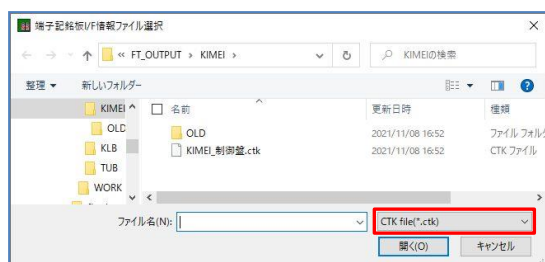 端子記銘板I/F情報ファイル選択
« FT_OUTPUT › KIMEI ›
KIMEIの検索
整理 新しいフォルダー
KIMEI 名前 更新日時 種類
OLD OLD 2021/11/08 16:52 ファイル フォル
KLB KIMEI_制御盤.ctk 2021/11/08 16:52 CTK ファイル
TUB
WORK
ファイル名(N): CTK file(*.ctk)
開く(O) キャンセル